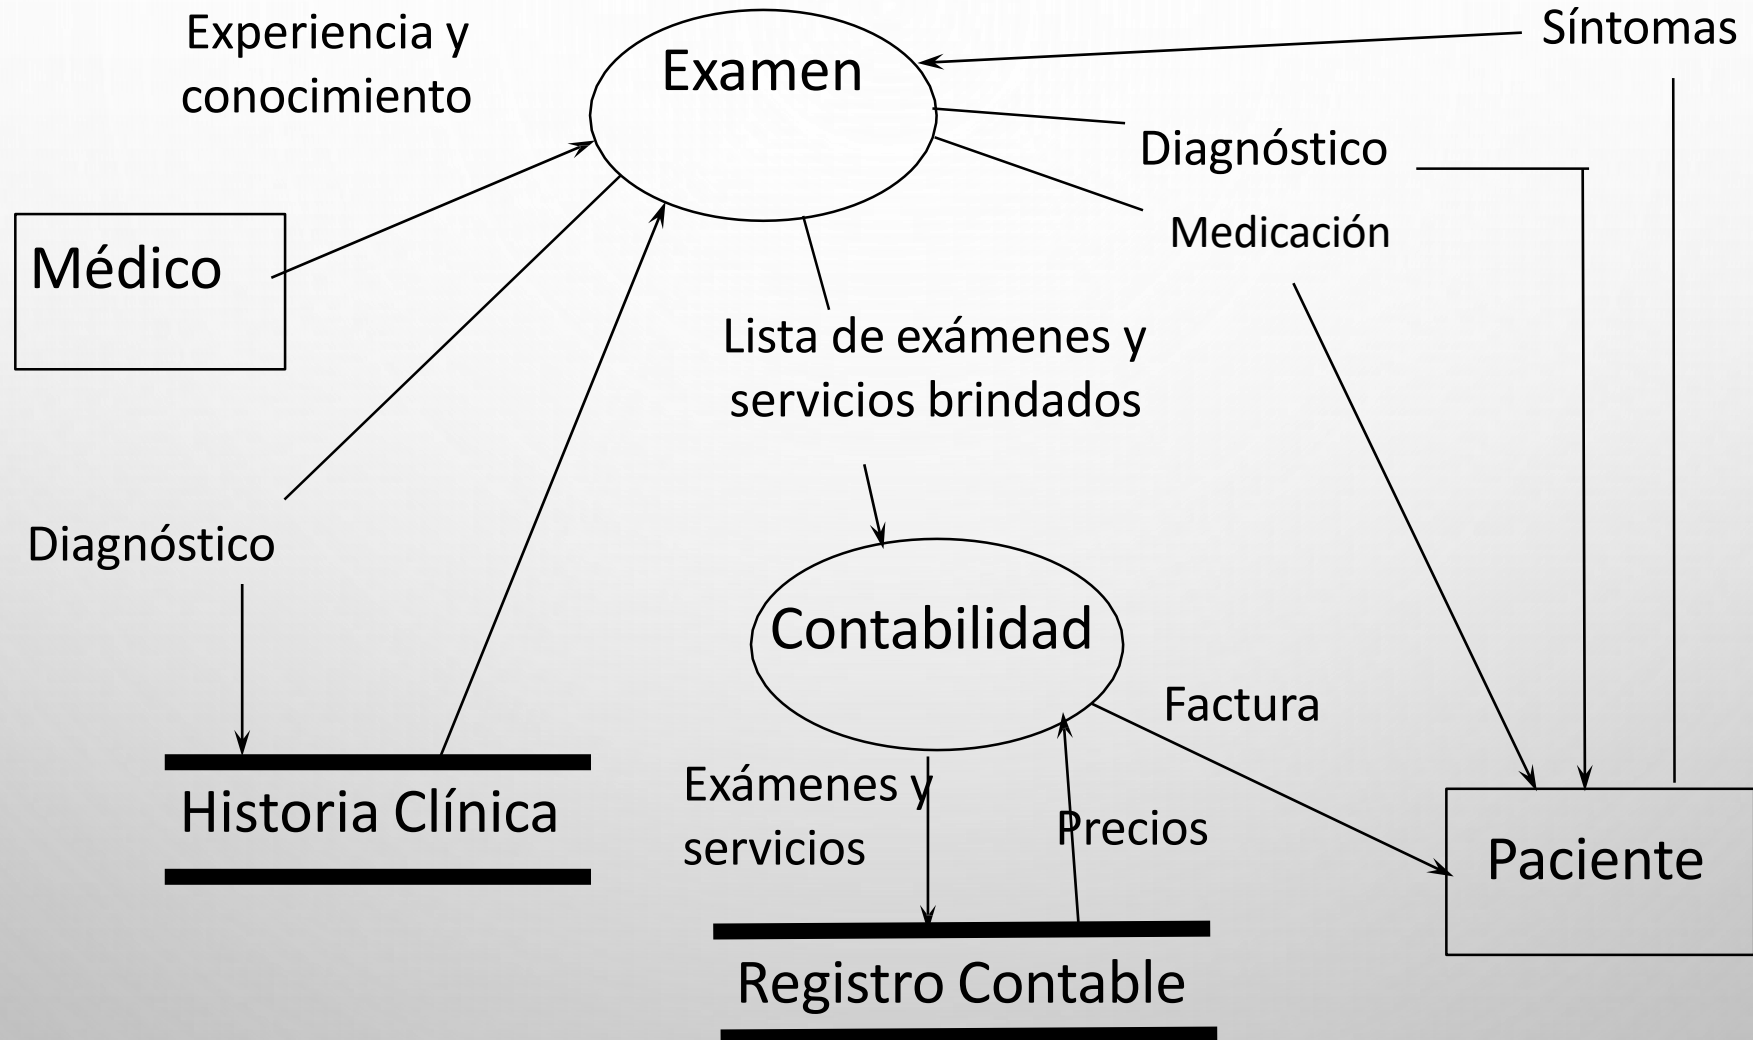 Experiencia y
conocimiento
Examen
Síntomas
Diagnóstico
Medicación
Médico
Lista de exámenes y
servicios brindados
Diagnóstico
Contabilidad
Factura
Historia Clínica
Exámenes y
servicios
Precios
Paciente
Registro Contable